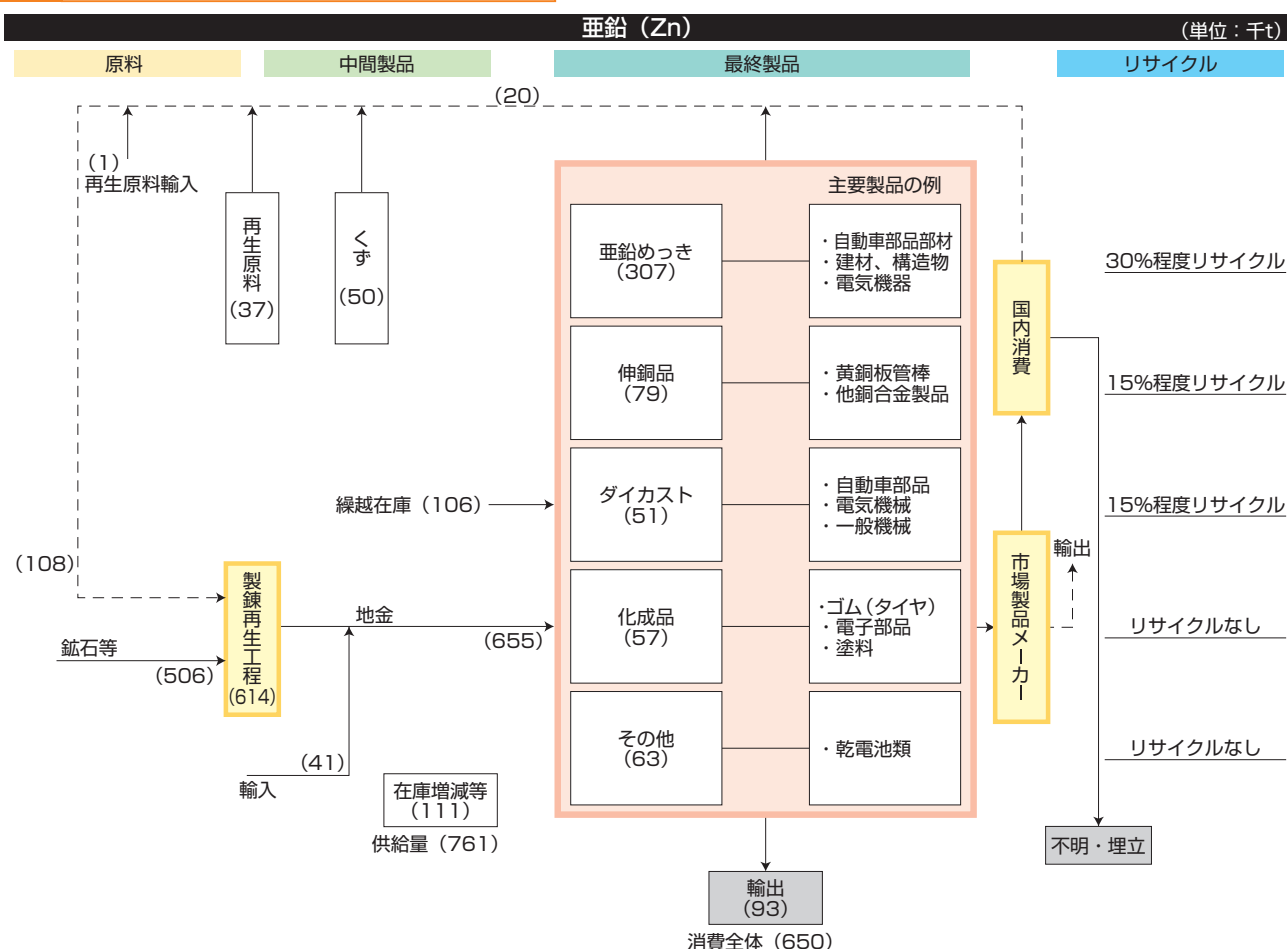 亜鉛（Zn）
（単位：千t）
原料
中間製品
最終製品
リサイクル
（20）
（1）
再生原料輸入
再生原料
（37）
くず
（50）
主要製品の例
亜鉛めっき
（307）
・自動車部品部材
・建材、構造物
・電気機器
伸銅品
（79）
・黄銅板管棒
・他銅合金製品
繰越在庫（106）
ダイカスト
（51）
・自動車部品
・電気機械
・一般機械
化成品
（57）
・ゴム（タイヤ）
・電子部品
・塗料
その他
（63）
・乾電池類
国内消費
市場製品メーカー
輸出
30%程度リサイクル
15%程度リサイクル
15%程度リサイクル
リサイクルなし
リサイクルなし
（108）
鉱石等
（506）
製錬再生工程
（614）
地金
（655）
（41）
輸入
在庫増減等
（111）
供給量（761）
不明・埋立
輸出
（93）
消費全体（650）